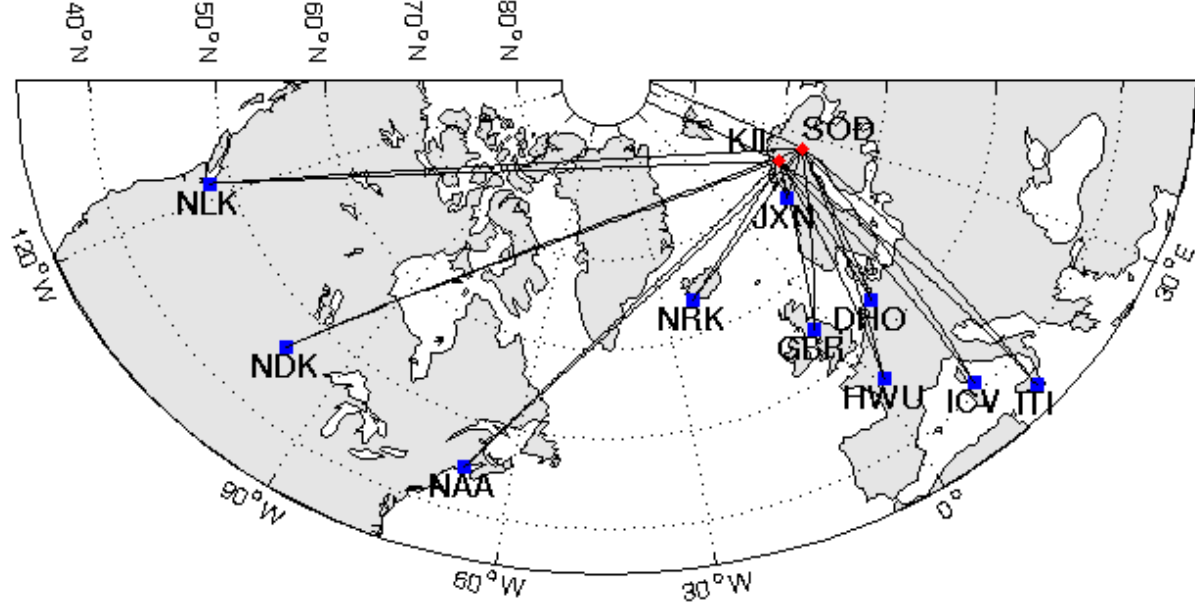 40°N
50°N
60°N
70°N
80°N
KIL
SOD
NLK
JXN
120°W
30°E
NRK
DHO
GBR
NDK
HWU
ICV
ITI
NAA
90°W
0°
60°W
30°W